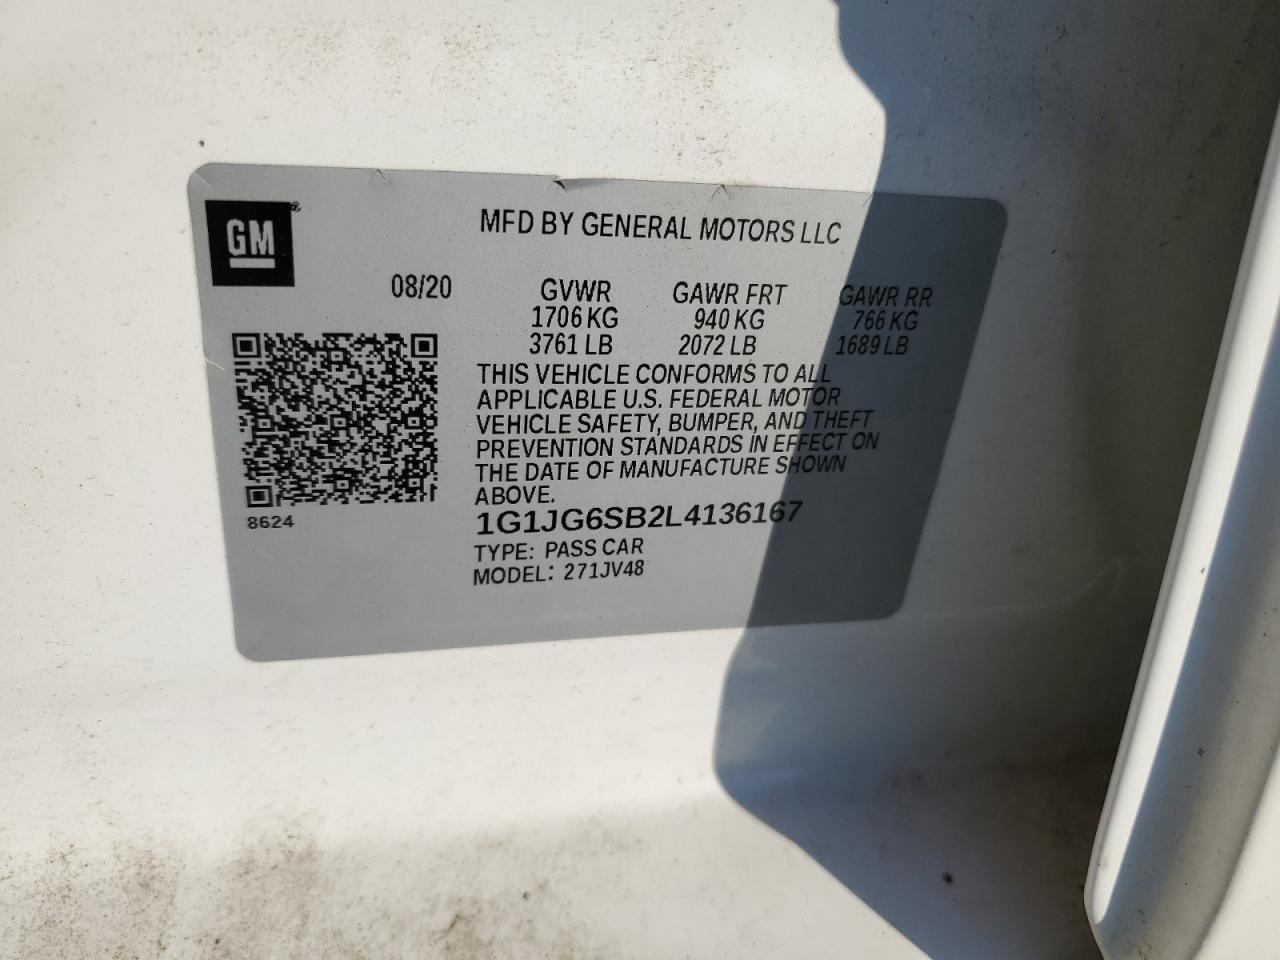 GM®
MFD BY GENERAL MOTORS LLC
08/20
GVWR GAWR FRT GAWR RR
1706 KG 940 KG 766 KG
3761 LB 2072 LB 1689 LB
THIS VEHICLE CONFORMS TO ALL
APPLICABLE U.S. FEDERAL MOTOR
VEHICLE SAFETY, BUMPER, AND THEFT
PREVENTION STANDARDS IN EFFECT ON
THE DATE OF MANUFACTURE SHOWN
ABOVE.
8624
1G1JG6SB2L4136167
TYPE: PASS CAR
MODEL: 271JV48